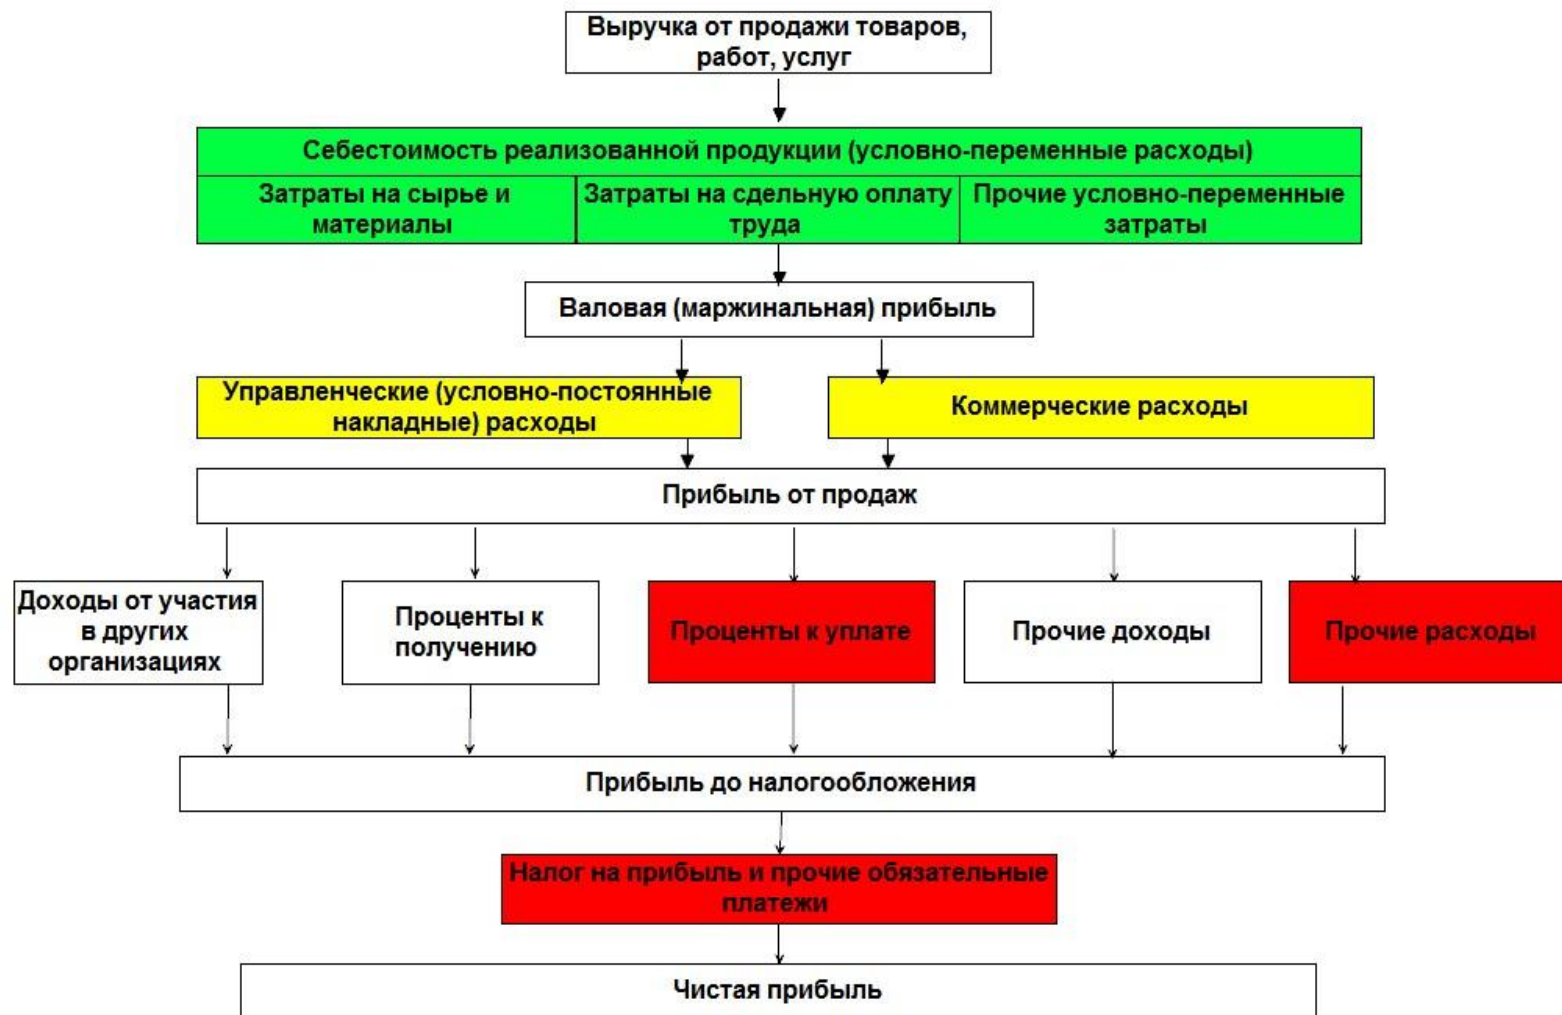 Выручка от продажи товаров,
работ, услуг
Себестоимость реализованной продукции (условно-переменные расходы)
Затраты на сырье и
материалы
Затраты на сдельную оплату
труда
Прочие условно-переменные
затраты
Валовая (маржинальная) прибыль
Управленческие (условно-постоянные
накладные) расходы
Коммерческие расходы
Прибыль от продаж
Доходы от участия
в других
организациях
Проценты к
получению
Проценты к уплате
Прочие доходы
Прочие расходы
Прибыль до налогообложения
Налог на прибыль и прочие обязательные
платежи
Чистая прибыль